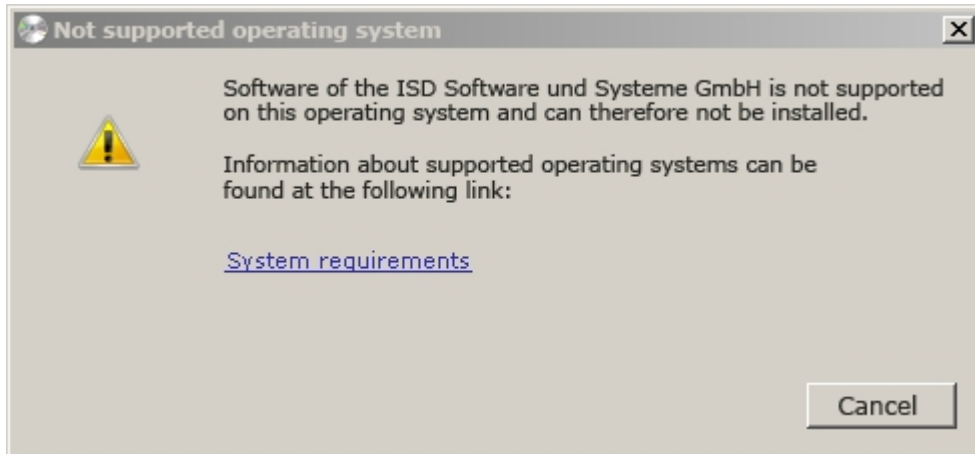 Not supported operating system
Software of the ISD Software und Systeme GmbH is not supported
on this operating system and can therefore not be installed.
Information about supported operating systems can be
found at the following link:
System requirements
Cancel